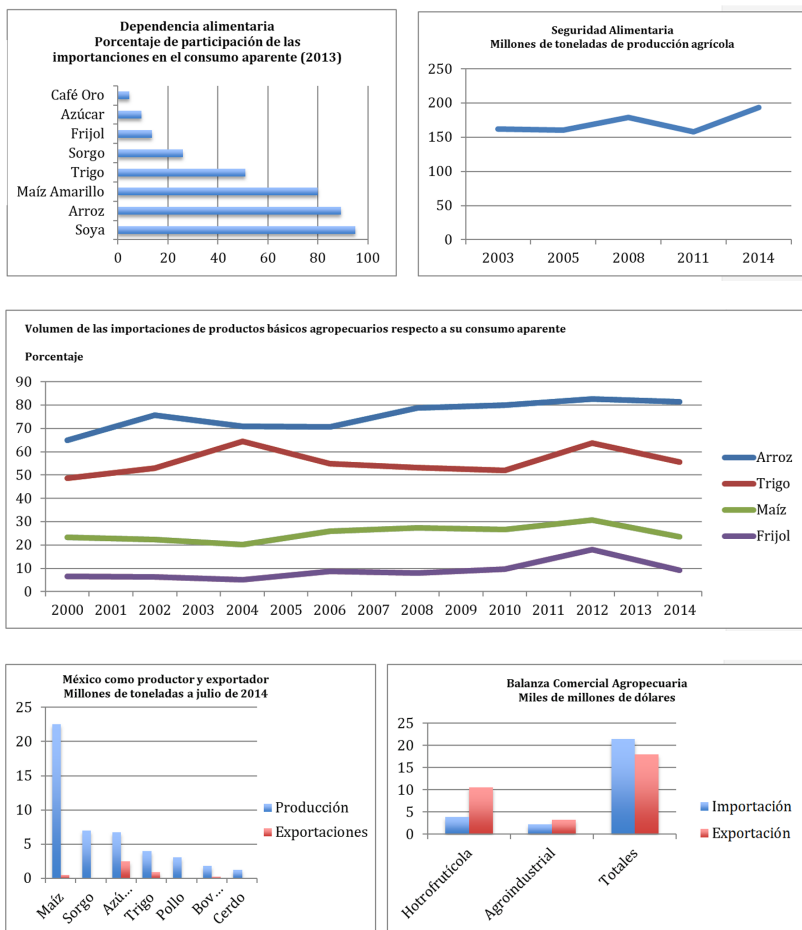 Dependencia alimentaria
Porcentaje de participación de las
importanciones en el consumo aparente (2013)
Café Oro
Azúcar
Frijol
Sorgo
Trigo
Maíz Amarillo
Arroz
Soya
0 20 40 60 80 100
Seguridad Alimentaria
Millones de toneladas de producción agrícola
250
200
150
100
50
0
2003 2005 2008 2011 2014
Volumen de las importaciones de productos básicos agropecuarios respecto a su consumo aparente
Porcentaje
90
80
70
60
50
40
30
20
10
0
2000 2001 2002 2003 2004 2005 2006 2007 2008 2009 2010 2011 2012 2013 2014
Arroz
Trigo
Maíz
Frijol
México como productor y exportador
Millones de toneladas a julio de 2014
25
20
15
10
5
0
Maíz
Sorgo
Azú...
Trigo
Pollo
Bov...
Cerdo
Producción
Exportaciones
Balanza Comercial Agropecuaria
Miles de millones de dólares
25
20
15
10
5
0
Hotrofrutícola
Agroindustrial
Totales
Importación
Exportación